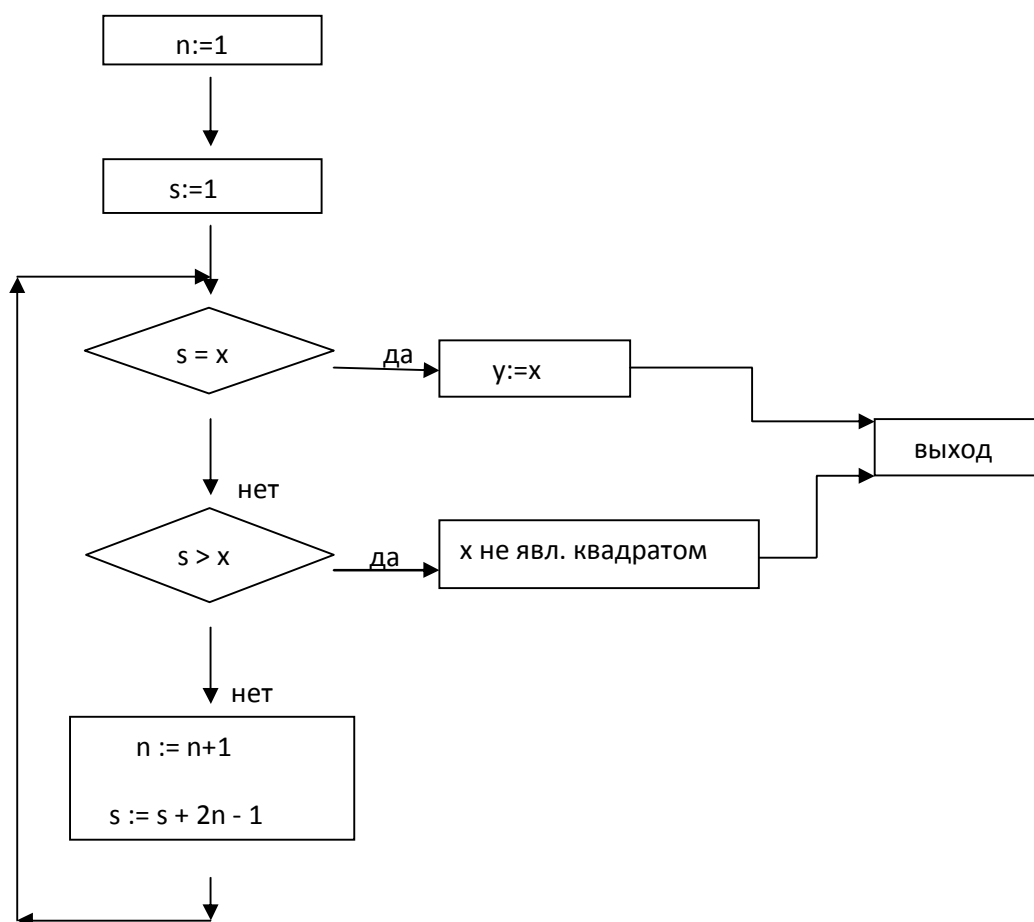 n:=1
s:=1
s = x
да
y:=x
выход
нет
s > x
да
х не явл. квадратом
нет
n := n+1
s := s + 2n - 1